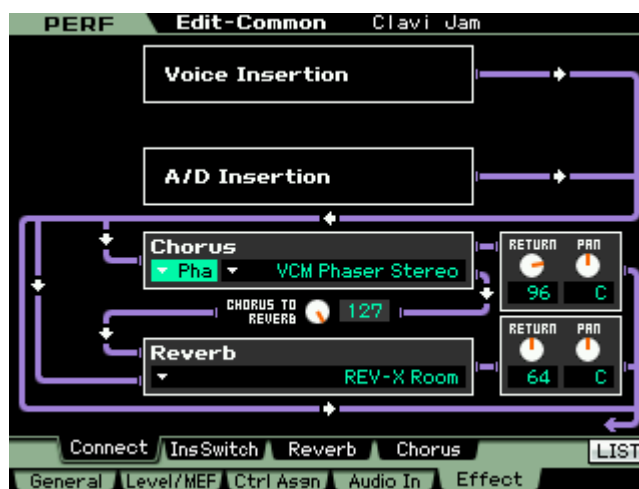 PERF Edit-Common Clavi Jam
Voice Insertion
A/D Insertion
Chorus
Pha VCM Phaser Stereo
RETURN PAN
96 C
CHORUS TO REVERB 127
Reverb
REV-X Room
RETURN PAN
64 C
Connect InsSwitch Reverb Chorus LIST
General Level/MEF Ctrl Asgn Audio In Effect